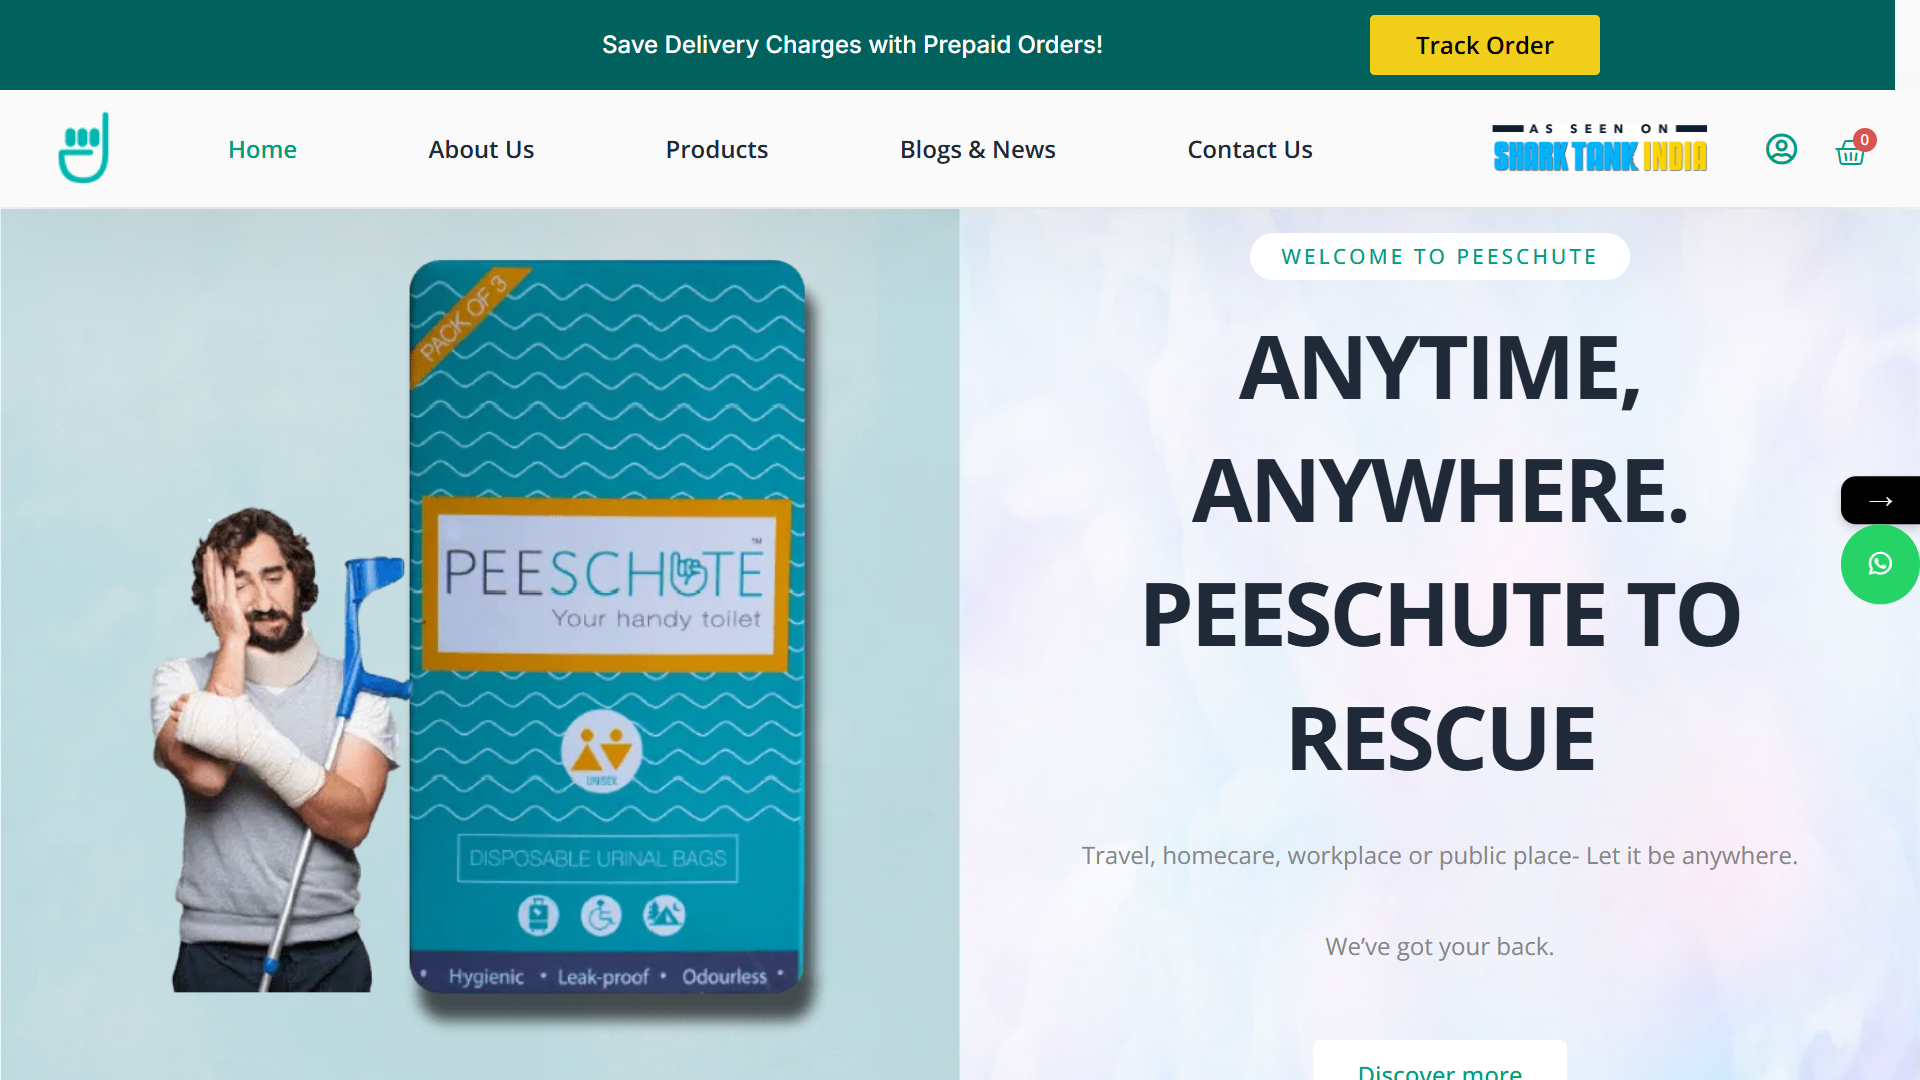 Save Delivery Charges with Prepaid Orders!
Track Order
Home
About Us
Products
Blogs & News
Contact Us
AS SEEN ON
SHARK TANK INDIA
0
PACK OF 3
PEESCHUTE™
Your handy toilet
UNISEX
DISPOSABLE URINAL BAGS
• Hygienic • Leak-proof • Odourless •
WELCOME TO PEESCHUTE
ANYTIME,
ANYWHERE.
PEESCHUTE TO
RESCUE
Travel, homecare, workplace or public place- Let it be anywhere.
We’ve got your back.
Discover more